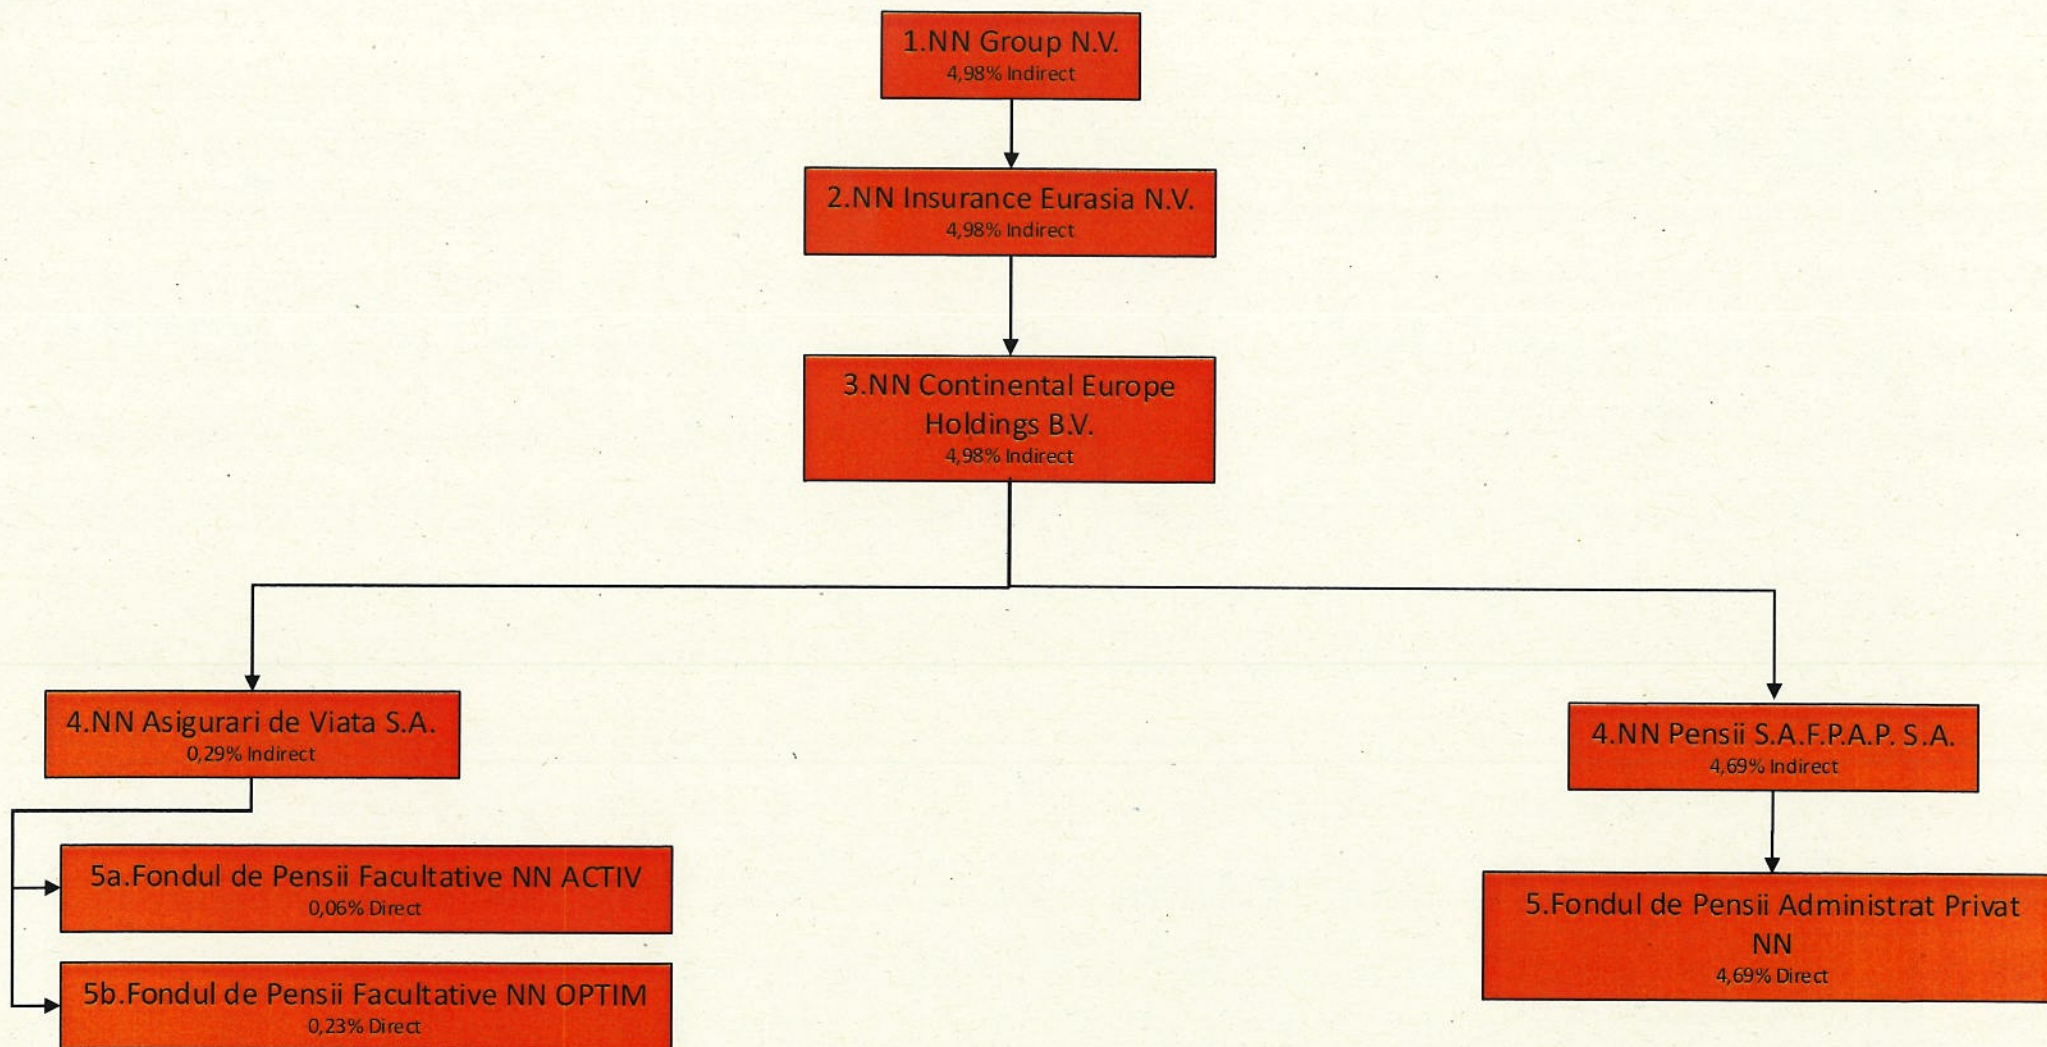 1.NN Group N.V.
4,98% Indirect
2.NN Insurance Eurasia N.V.
4,98% Indirect
3.NN Continental Europe
Holdings B.V.
4,98% Indirect
4.NN Asigurari de Viata S.A.
0,29% Indirect
4.NN Pensii S.A.F.P.A.P. S.A.
4,69% Indirect
5a.Fondul de Pensii Facultative NN ACTIV
0,06% Direct
5b.Fondul de Pensii Facultative NN OPTIM
0,23% Direct
5.Fondul de Pensii Administrat Privat
NN
4,69% Direct